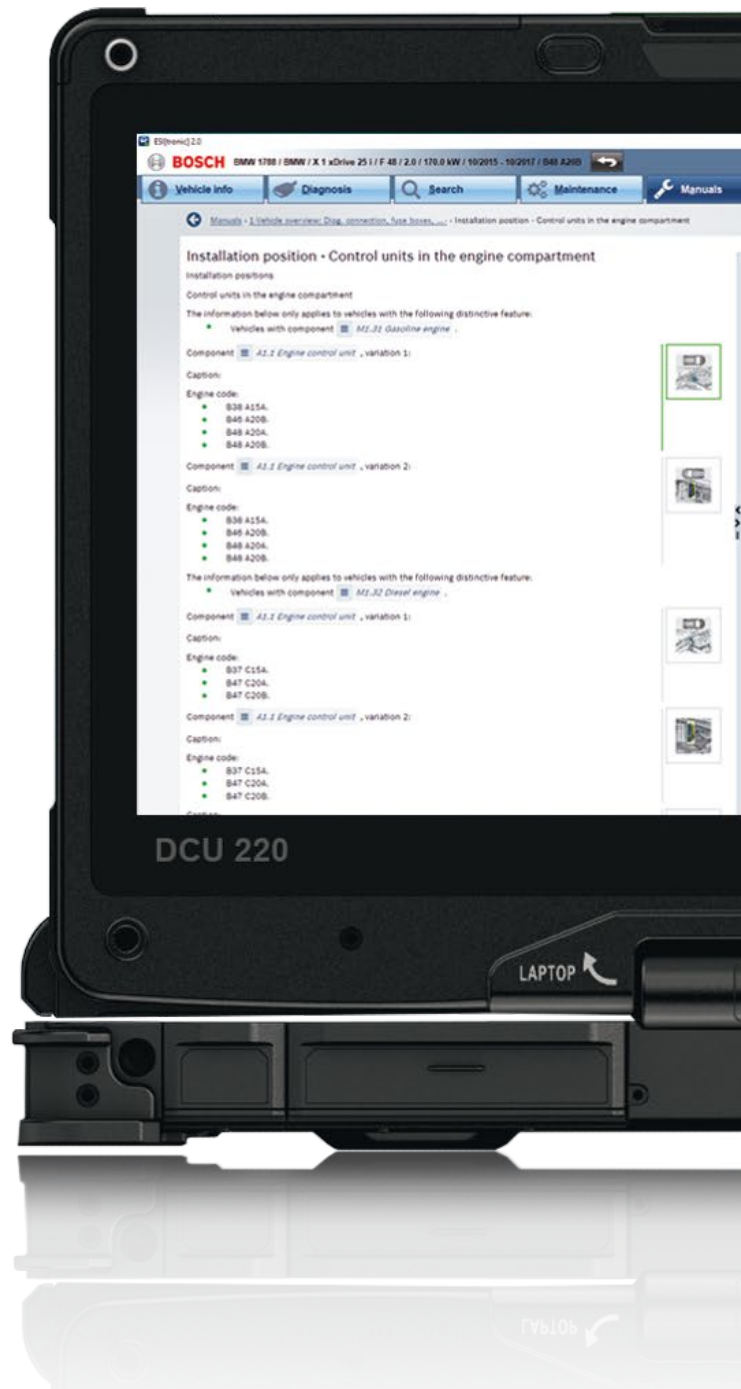 ESI[tronic] 2.0
BOSCH BMW 1788 / BMW / X 1 xDrive 25 i / F 48 / 2.0 / 170.0 kW / 10/2015 - 10/2017 / B48 A20B
Vehicle info Diagnosis Search Maintenance Manuals
Manuals › 1 Vehicle overview: Diag. connection, fuse boxes, ...: › Installation position - Control units in the engine compartment
Installation position - Control units in the engine compartment
Installation positions
Control units in the engine compartment
The information below only applies to vehicles with the following distinctive feature:
Vehicles with component M1.31 Gasoline engine .
Component A1.1 Engine control unit , variation 1:
Caption:
Engine code:
B38 A15A.
B46 A20B.
B48 A20A.
B48 A20B.
Component A1.1 Engine control unit , variation 2:
Caption:
Engine code:
B38 A15A.
B46 A20B.
B48 A20A.
B48 A20B.
The information below only applies to vehicles with the following distinctive feature:
Vehicles with component M1.32 Diesel engine .
Component A1.1 Engine control unit , variation 1:
Caption:
Engine code:
B37 C15A.
B47 C20A.
B47 C20B.
Component A1.1 Engine control unit , variation 2:
Caption:
Engine code:
B37 C15A.
B47 C20A.
B47 C20B.
DCU 220
LAPTOP